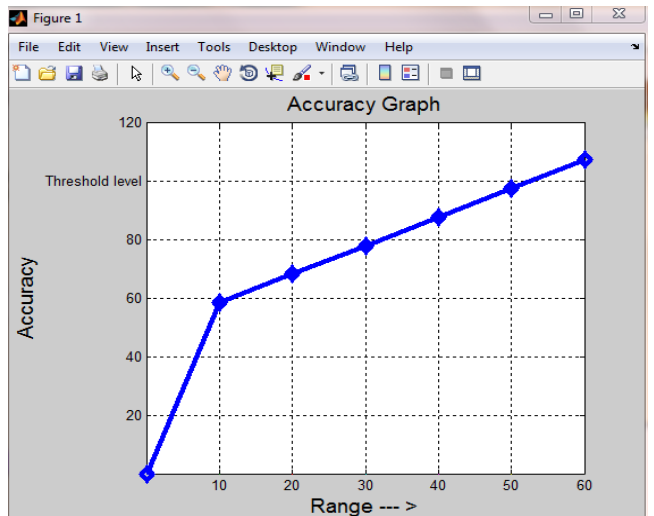 Figure 1
File Edit View Insert Tools Desktop Window Help
Accuracy Graph
120
Threshold level
80
60
40
20
Accuracy
10 20 30 40 50 60
Range --- >